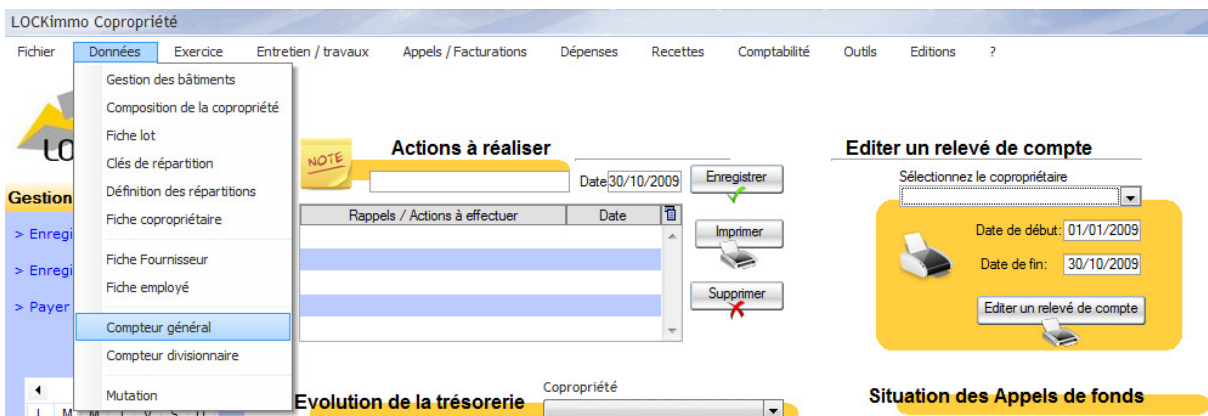 LOCKimmo Copropriété
Fichier Données Exercice Entretien / travaux Appels / Facturations Dépenses Recettes Comptabilité Outils Editions ?
Gestion des bâtiments
Composition de la copropriété
Fiche lot
Clés de répartition
Définition des répartitions
Fiche copropriétaire
Fiche Fournisseur
Fiche employé
Compteur général
Compteur divisionnaire
Mutation
LO
Gestion
> Enregi
> Enregi
> Payer
NOTE
Actions à réaliser
Date 30/10/2009 Enregistrer
Rappels / Actions à effectuer Date
Imprimer
Supprimer
Editer un relevé de compte
Sélectionnez le copropriétaire
Date de début: 01/01/2009
Date de fin: 30/10/2009
Editer un relevé de compte
Evolution de la trésorerie
Copropriété
Situation des Appels de fonds